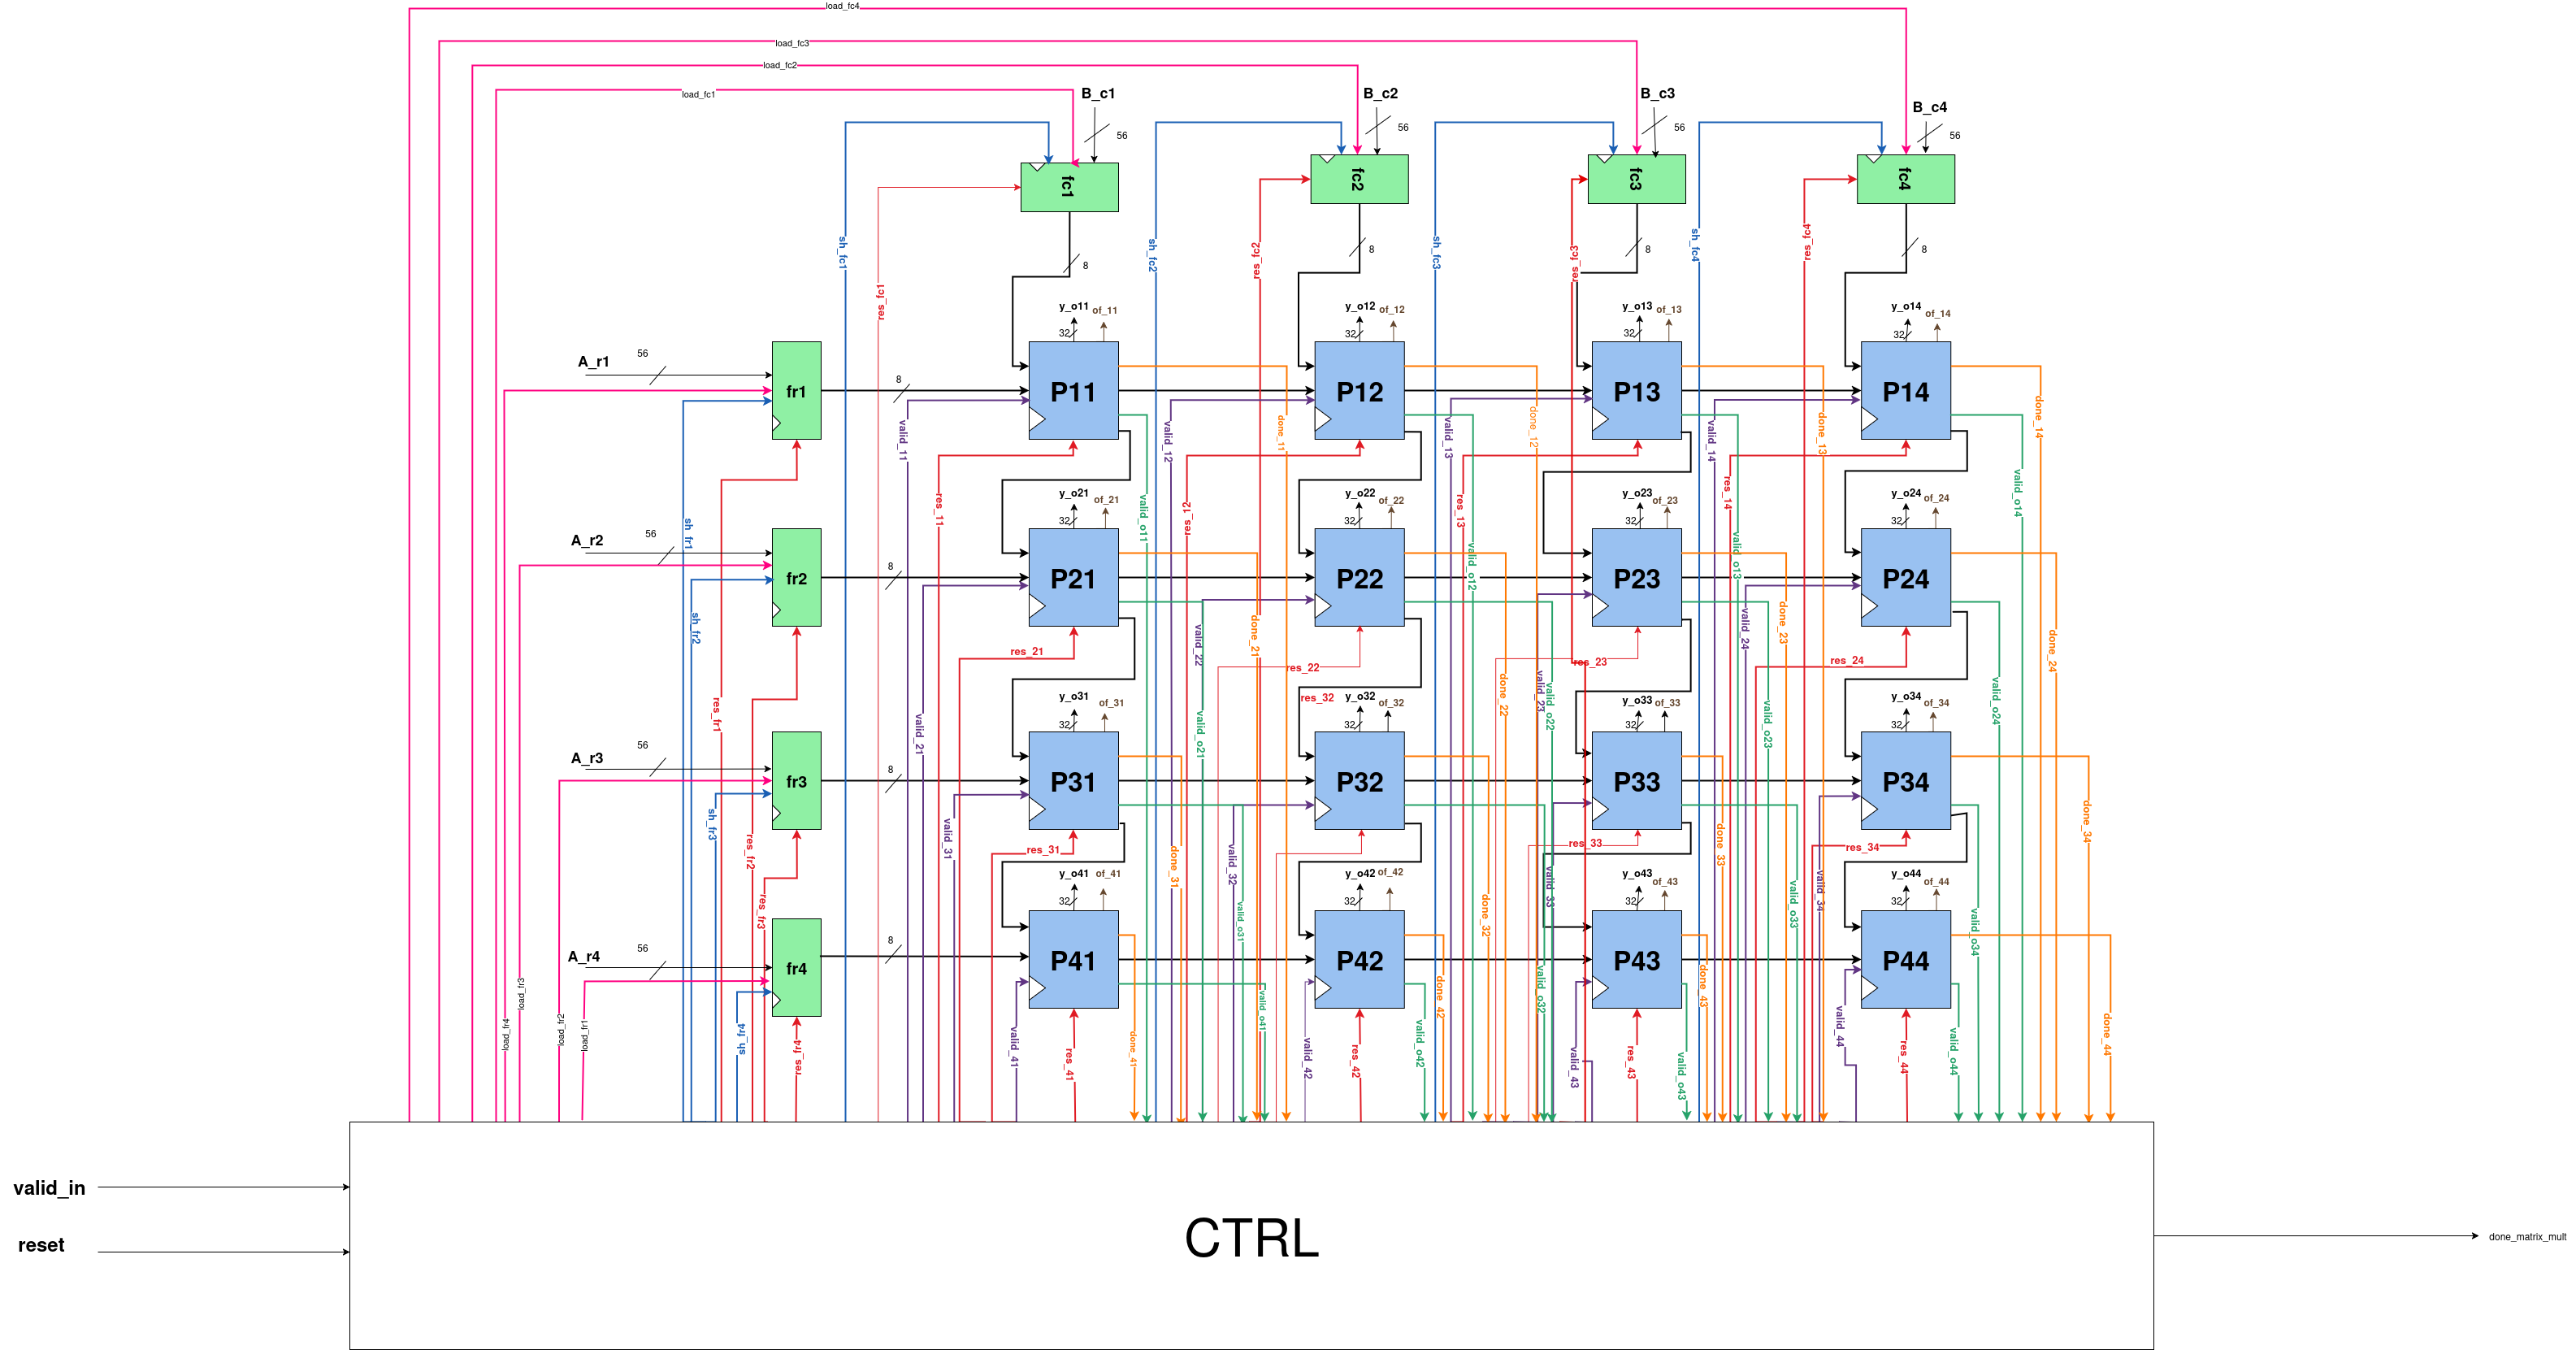 load_fc4
load_fc3
load_fc2
load_fc1
B_c1
B_c2
B_c3
B_c4
56
56
56
56
fc1
fc2
fc3
fc4
sh_fc1
res_fc1
sh_fc2
res_fc2
sh_fc3
res_fc3
sh_fc4
res_fc4
8
8
8
8
y_o11
of_11
y_o12
of_12
y_o13
of_13
y_o14
of_14
32
32
32
32
A_r1
56
fr1
8
P11
P12
P13
P14
valid_11
done_11
valid_12
done_12
valid_13
done_13
valid_14
done_14
res_11
valid_o11
res_12
valid_o12
res_13
valid_o13
res_14
valid_o14
y_o21
of_21
y_o22
of_22
y_o23
of_23
y_o24
of_24
32
32
32
32
A_r2
56
sh_fr1
fr2
8
P21
P22
P23
P24
sh_fr2
res_21
valid_22
done_21
res_22
res_23
done_23
valid_24
res_24
done_24
res_fr1
valid_21
valid_o21
res_32
done_22
valid_23
valid_o22
valid_o23
valid_o24
y_o31
of_31
y_o32
of_32
y_o33
of_33
y_o34
of_34
32
32
32
32
A_r3
56
fr3
8
P31
P32
P33
P34
sh_fr3
res_fr2
valid_31
res_31
done_31
valid_32
res_33
valid_33
done_33
res_34
valid_34
done_34
res_fr3
valid_o31
done_32
valid_o33
valid_o34
y_o41
of_41
y_o42
of_42
y_o43
of_43
y_o44
of_44
32
32
32
32
A_r4
56
fr4
8
P41
P42
P43
P44
load_fr4
load_fr3
load_fr2
load_fr1
sh_fr4
res_fr4
valid_41
res_41
done_41
valid_o41
valid_42
res_42
valid_o42
done_42
valid_o32
valid_43
res_43
valid_o43
done_43
valid_44
res_44
valid_o44
done_44
valid_in
reset
CTRL
done_matrix_mult